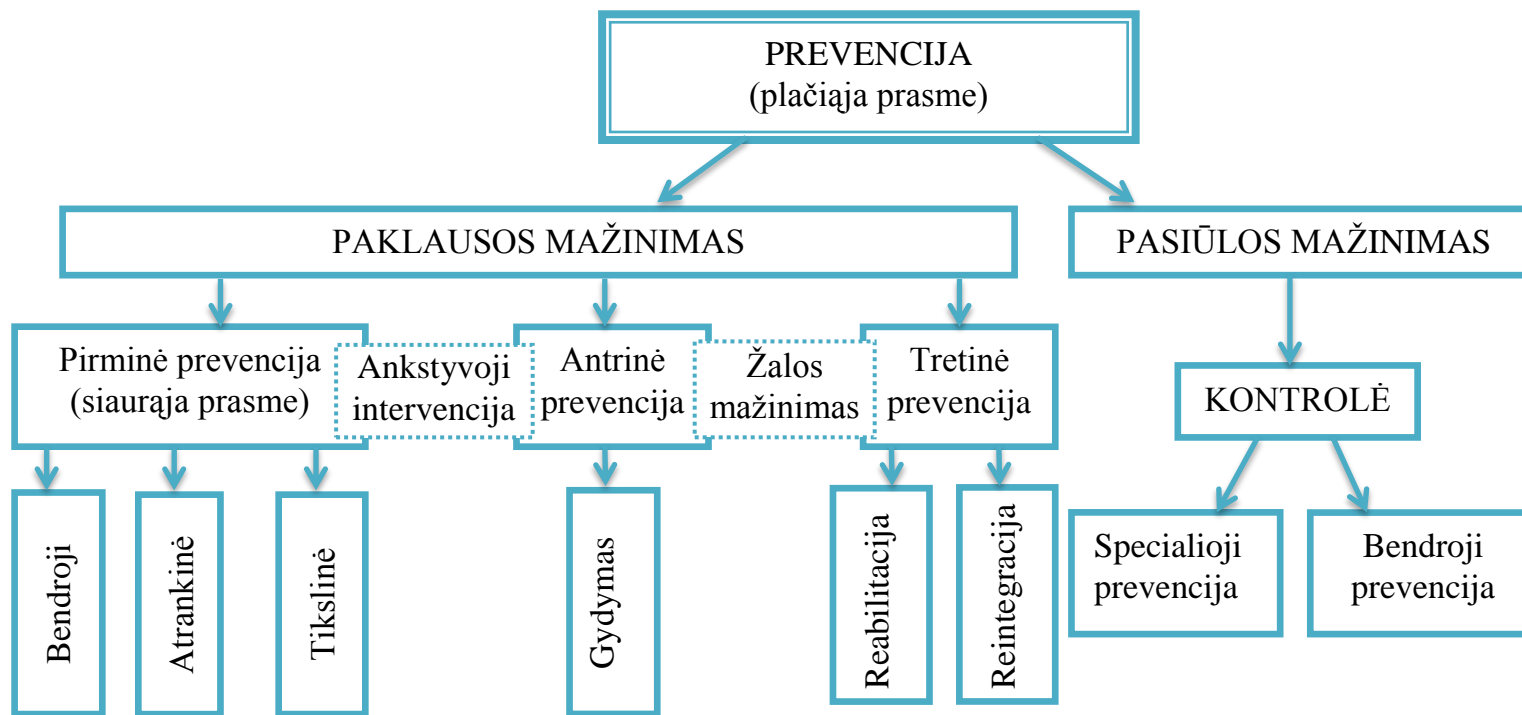 PREVENCIJA
(plačiąja prasme)
PAKLAUSOS MAŽINIMAS
PASIŪLOS MAŽINIMAS
Pirminė prevencija
(siaurąja prasme)
Ankstyvoji
intervencija
Antrinė
prevencija
Žalos
mažinimas
Tretinė
prevencija
KONTROLĖ
Bendroji
Atrankinė
Tikslinė
Gydymas
Reabilitacija
Reintegracija
Specialioji
prevencija
Bendroji
prevencija